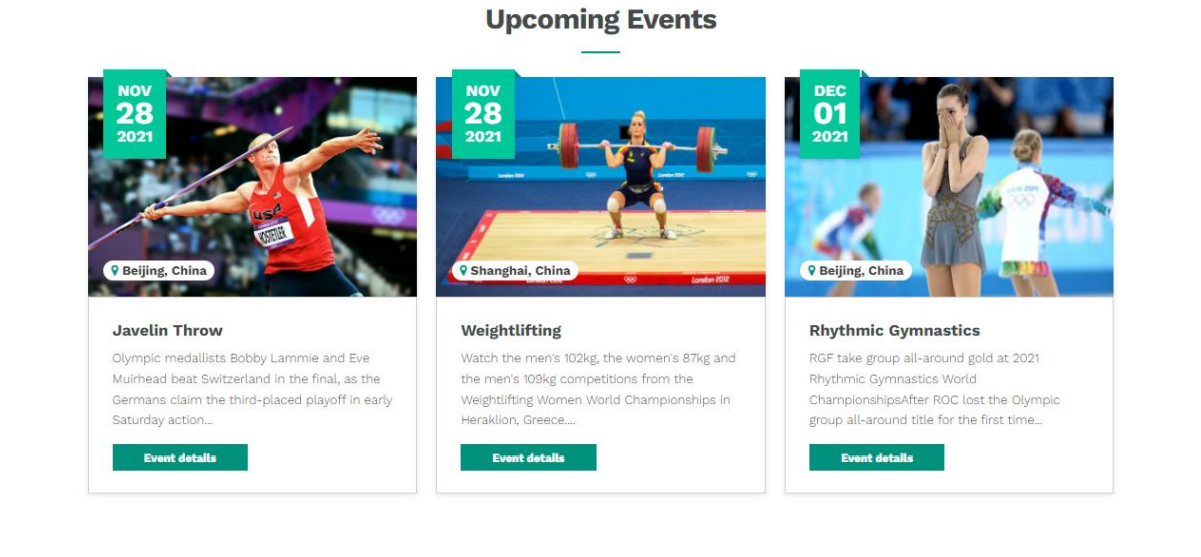 Upcoming Events
NOV
28
2021
USA
HOSTETLER
Beijing, China
Javelin Throw
Olympic medallists Bobby Lammie and Eve
Muirhead beat Switzerland in the final, as the
Germans claim the third-placed playoff in early
Saturday action...
Event details
NOV
28
2021
London 2012
London 2012
London 2012
Shanghai, China
Weightlifting
Watch the men's 102kg, the women's 87kg and
the men's 109kg competitions from the
Weightlifting Women World Championships in
Heraklion, Greece....
Event details
DEC
01
2021
Beijing, China
Rhythmic Gymnastics
RGF take group all-around gold at 2021
Rhythmic Gymnastics World
ChampionshipsAfter ROC lost the Olympic
group all-around title for the first time...
Event details